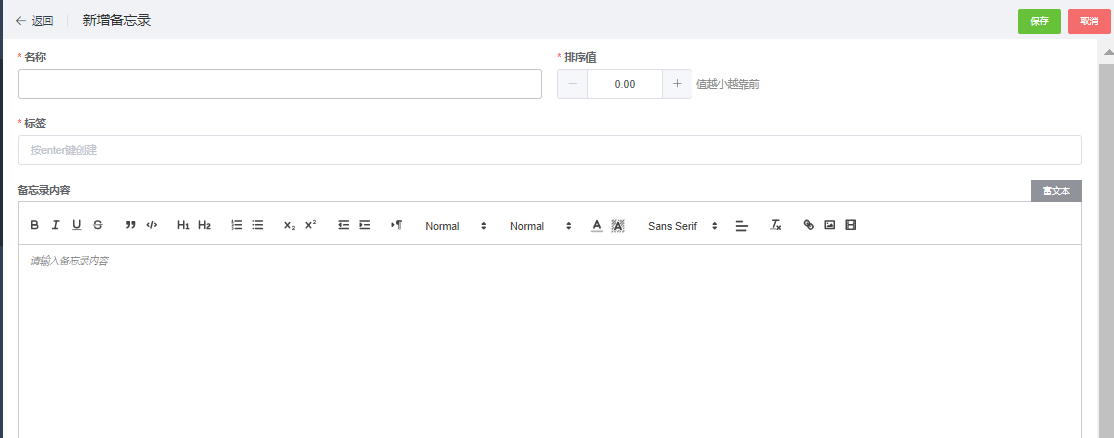 返回 新增备忘录 保存 取消
* 名称 * 排序值
0.00 值越小越靠前
* 标签
按enter键创建
备忘录内容 富文本
B I U S H1 H2 X₂ X² Normal Normal A A Sans Serif Tx
请输入备忘录内容